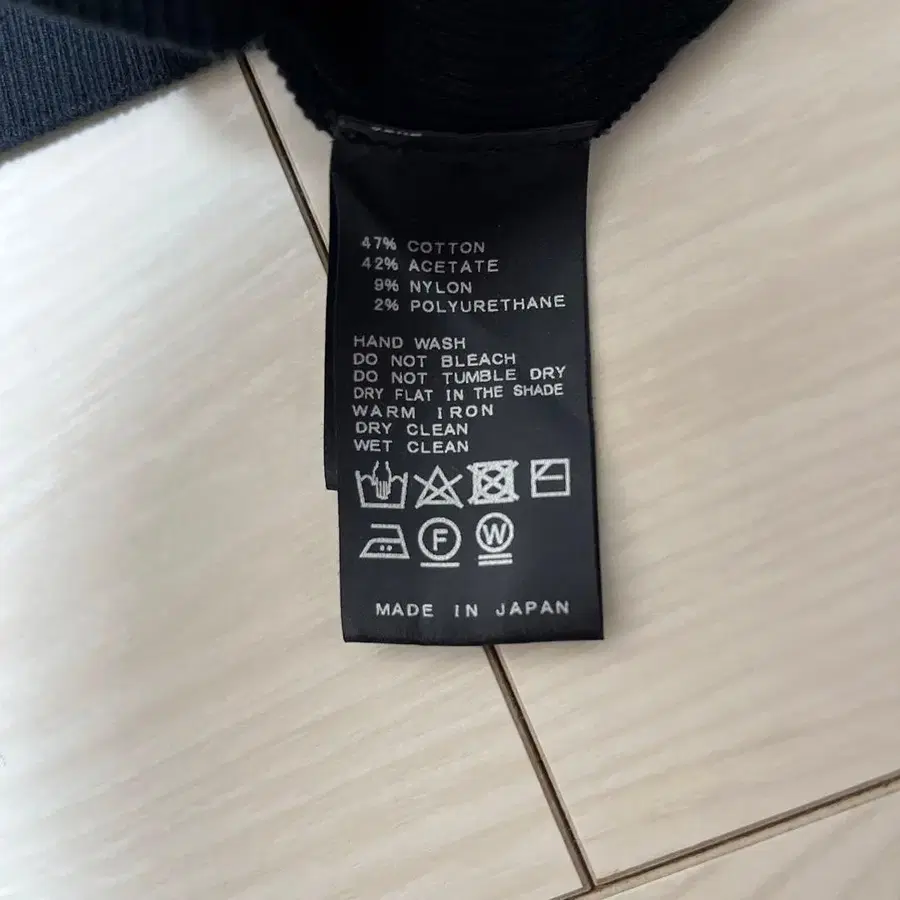 47% COTTON
42% ACETATE
9% NYLON
2% POLYURETHANE
HAND WASH
DO NOT BLEACH
DO NOT TUMBLE DRY
DRY FLAT IN THE SHADE
WARM IRON
DRY CLEAN
WET CLEAN
F W
MADE IN JAPAN